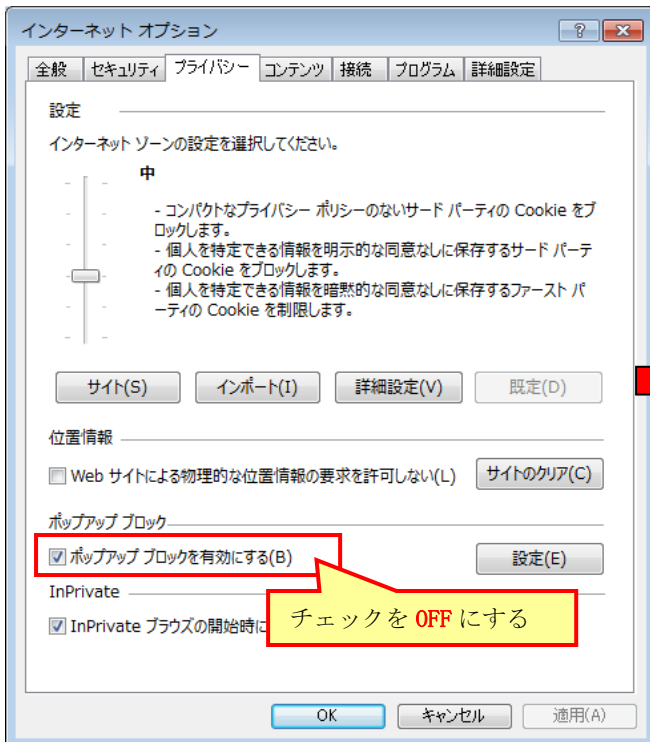 インターネット オプション
全般 セキュリティ プライバシー コンテンツ 接続 プログラム 詳細設定
設定
インターネット ゾーンの設定を選択してください。
中
- コンパクトなプライバシー ポリシーのないサード パーティの Cookie をブ
ロックします。
- 個人を特定できる情報を明示的な同意なしに保存するサード パーテ
ィの Cookie をブロックします。
- 個人を特定できる情報を暗黙的な同意なしに保存するファースト パ
ーティの Cookie を制限します。
サイト(S) インポート(I) 詳細設定(V) 既定(D)
位置情報
Web サイトによる物理的な位置情報の要求を許可しない(L) サイトのクリア(C)
ポップアップ ブロック
ポップアップ ブロックを有効にする(B) 設定(E)
InPrivate
チェックを OFF にする
InPrivate ブラウズの開始時に
OK キャンセル 適用(A)